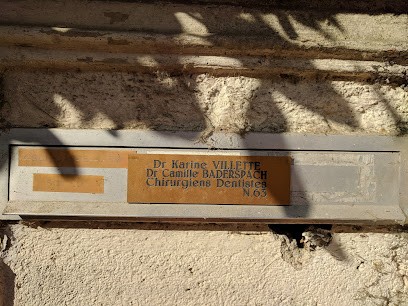 Dr Karine VILLETTE
Dr Camille BADERSPACH
Chirurgiens Dentistes
N.63